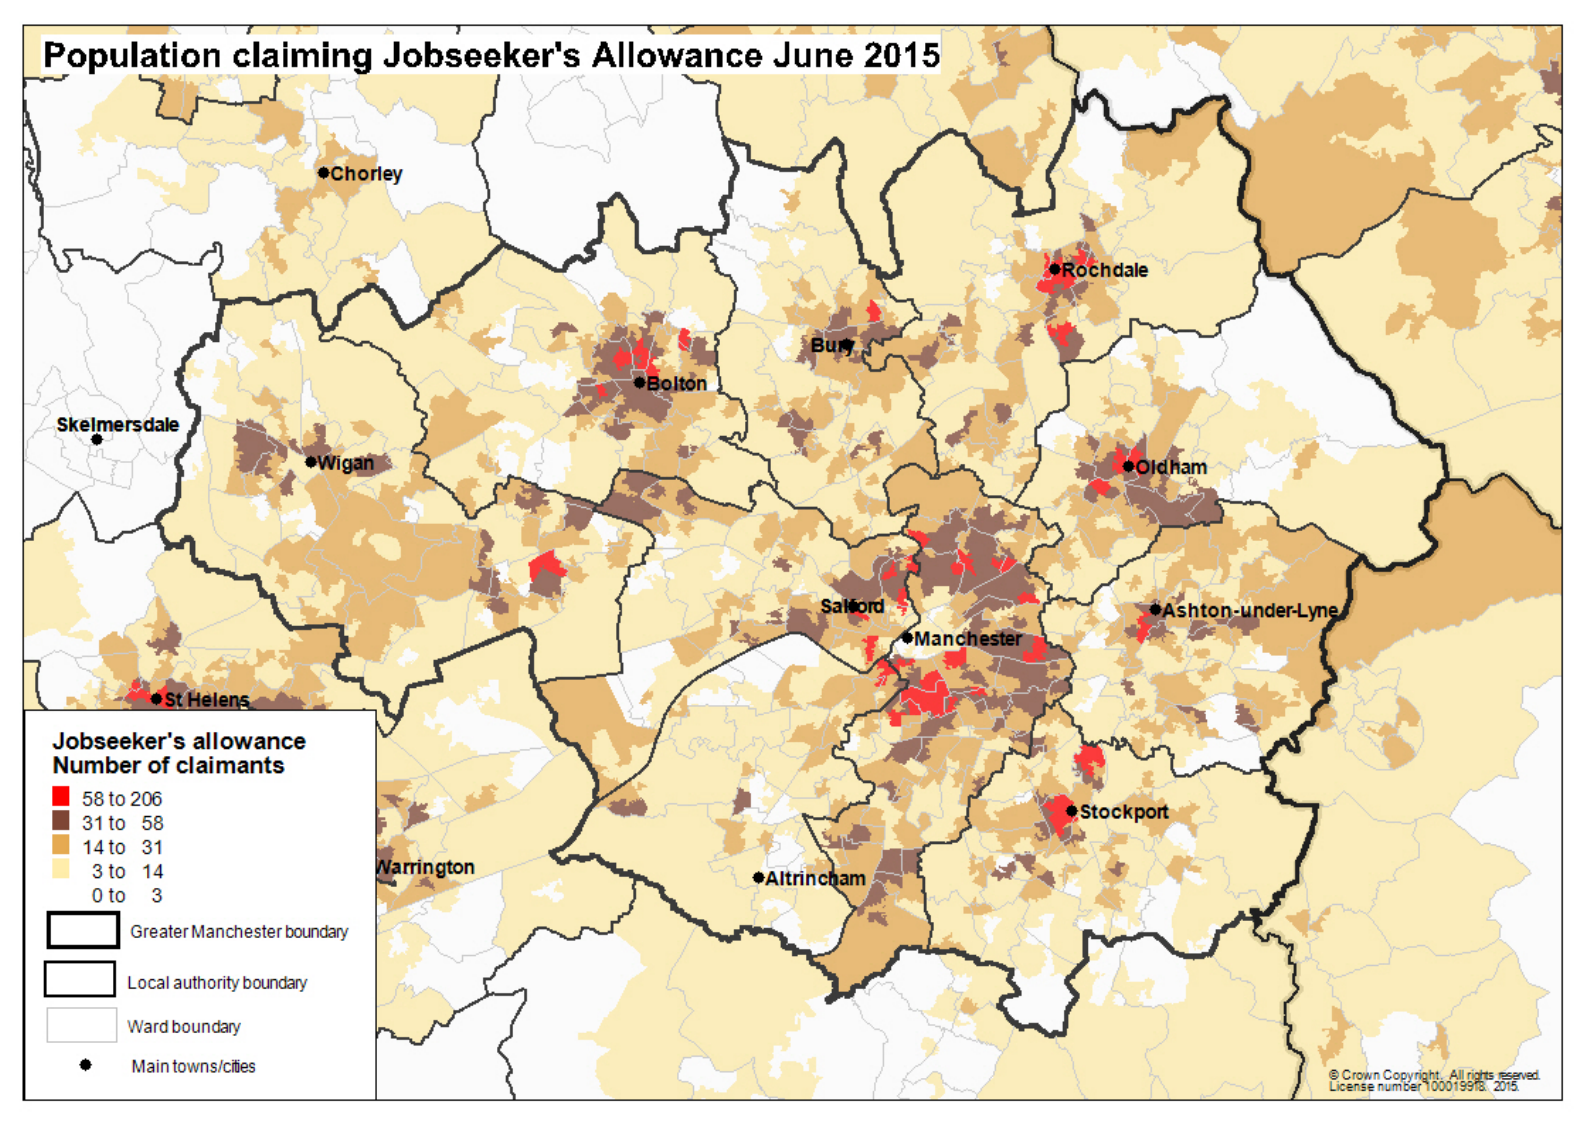 Population claiming Jobseeker's Allowance June 2015
Chorley
Rochdale
Bury
Bolton
Skelmersdale
Wigan
Oldham
Salford
Ashton-under-Lyne
Manchester
St Helens
Stockport
Warrington
Altrincham
Jobseeker's allowance
Number of claimants
58 to 206
31 to 58
14 to 31
3 to 14
0 to 3
Greater Manchester boundary
Local authority boundary
Ward boundary
Main towns/cities
© Crown Copyright. All rights reserved.
License number 100019918. 2015.